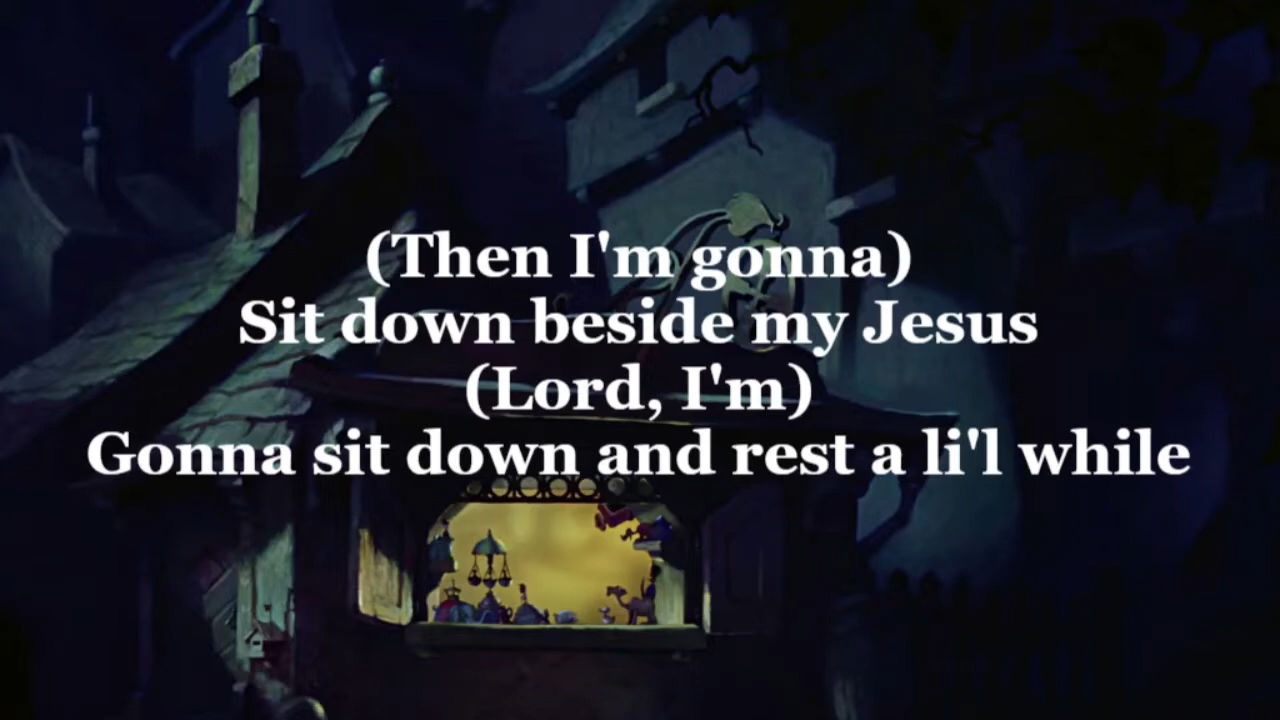 (Then I'm gonna)
Sit down beside my Jesus
(Lord, I'm)
Gonna sit down and rest a li'l while